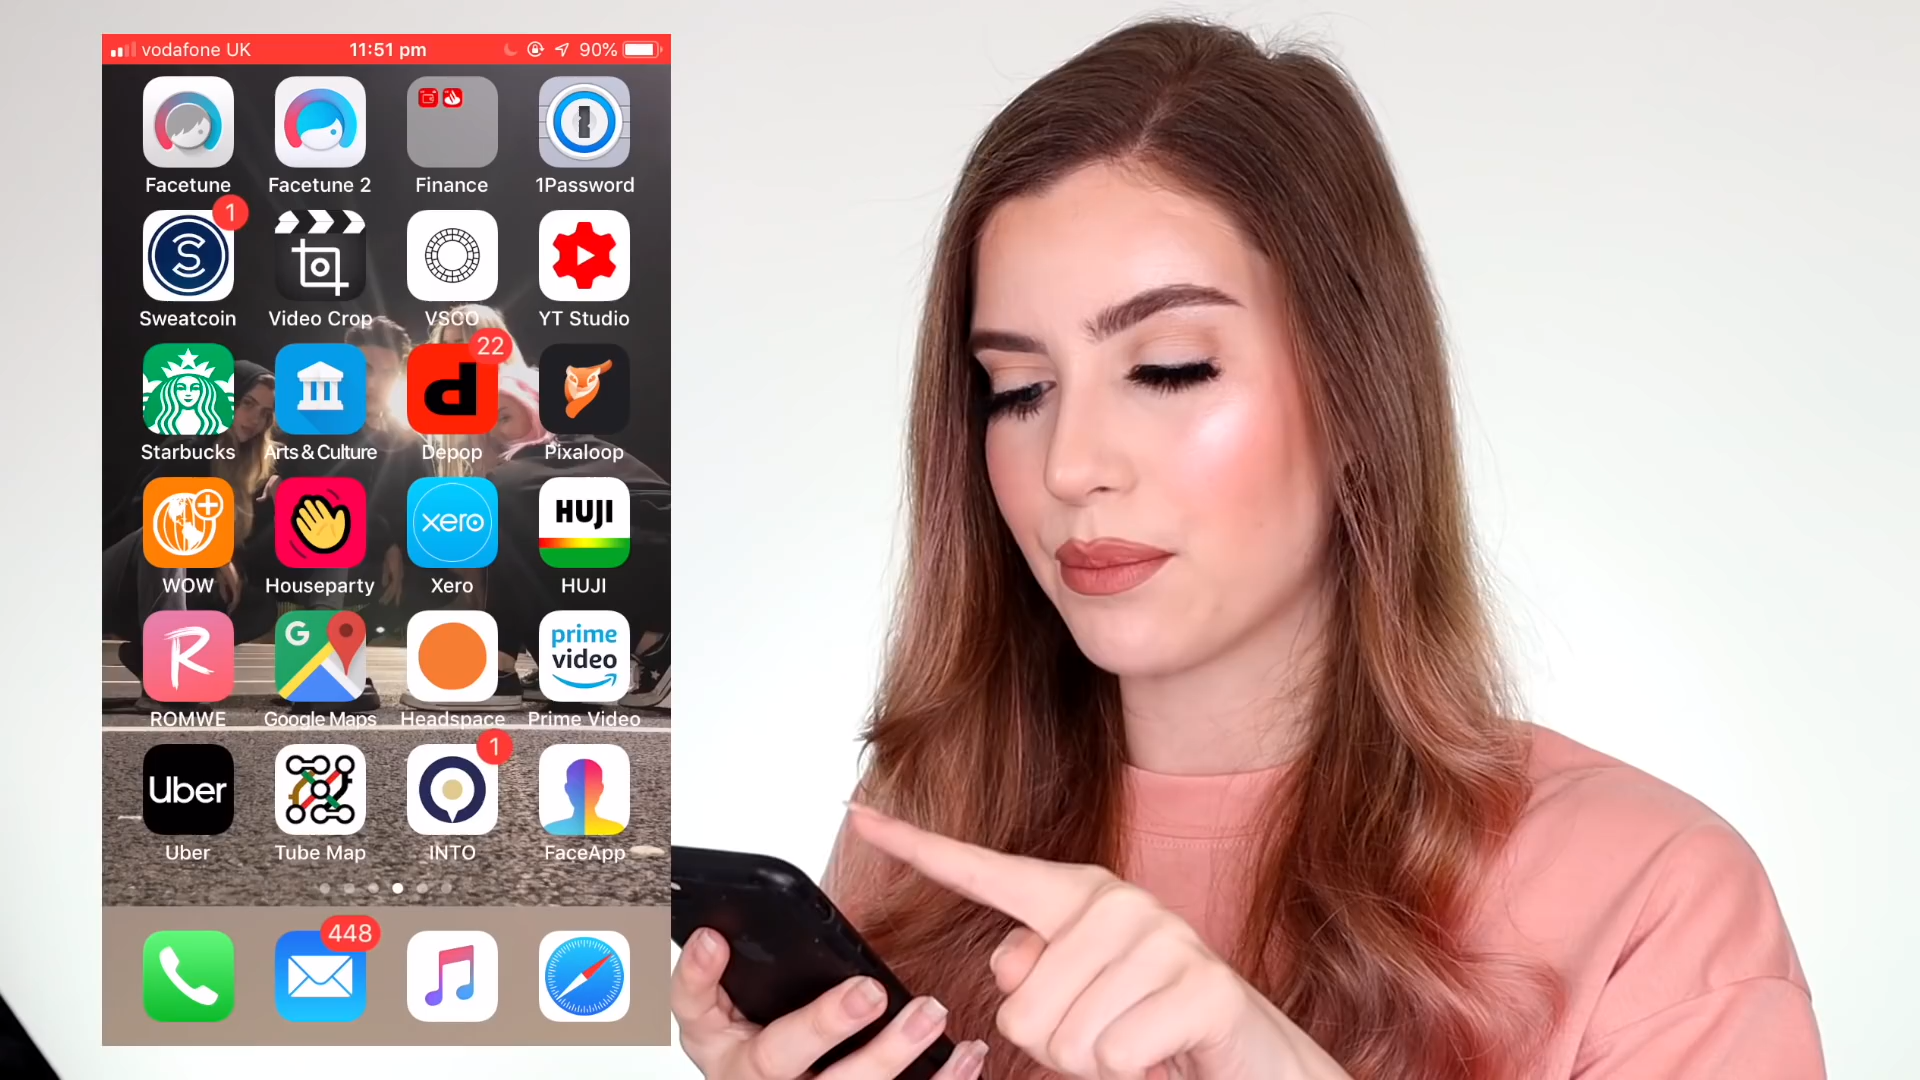 vodafone UK 11:51 pm 90%
Facetune Facetune 2 Finance 1Password
1
S
Sweatcoin Video Crop VSCO YT Studio
22
d
Starbucks Arts & Culture Depop Pixaloop
xero HUJI
WOW Houseparty Xero HUJI
R G prime video
ROMWE Google Maps Headspace Prime Video
1
Uber
Uber Tube Map INTO FaceApp
448